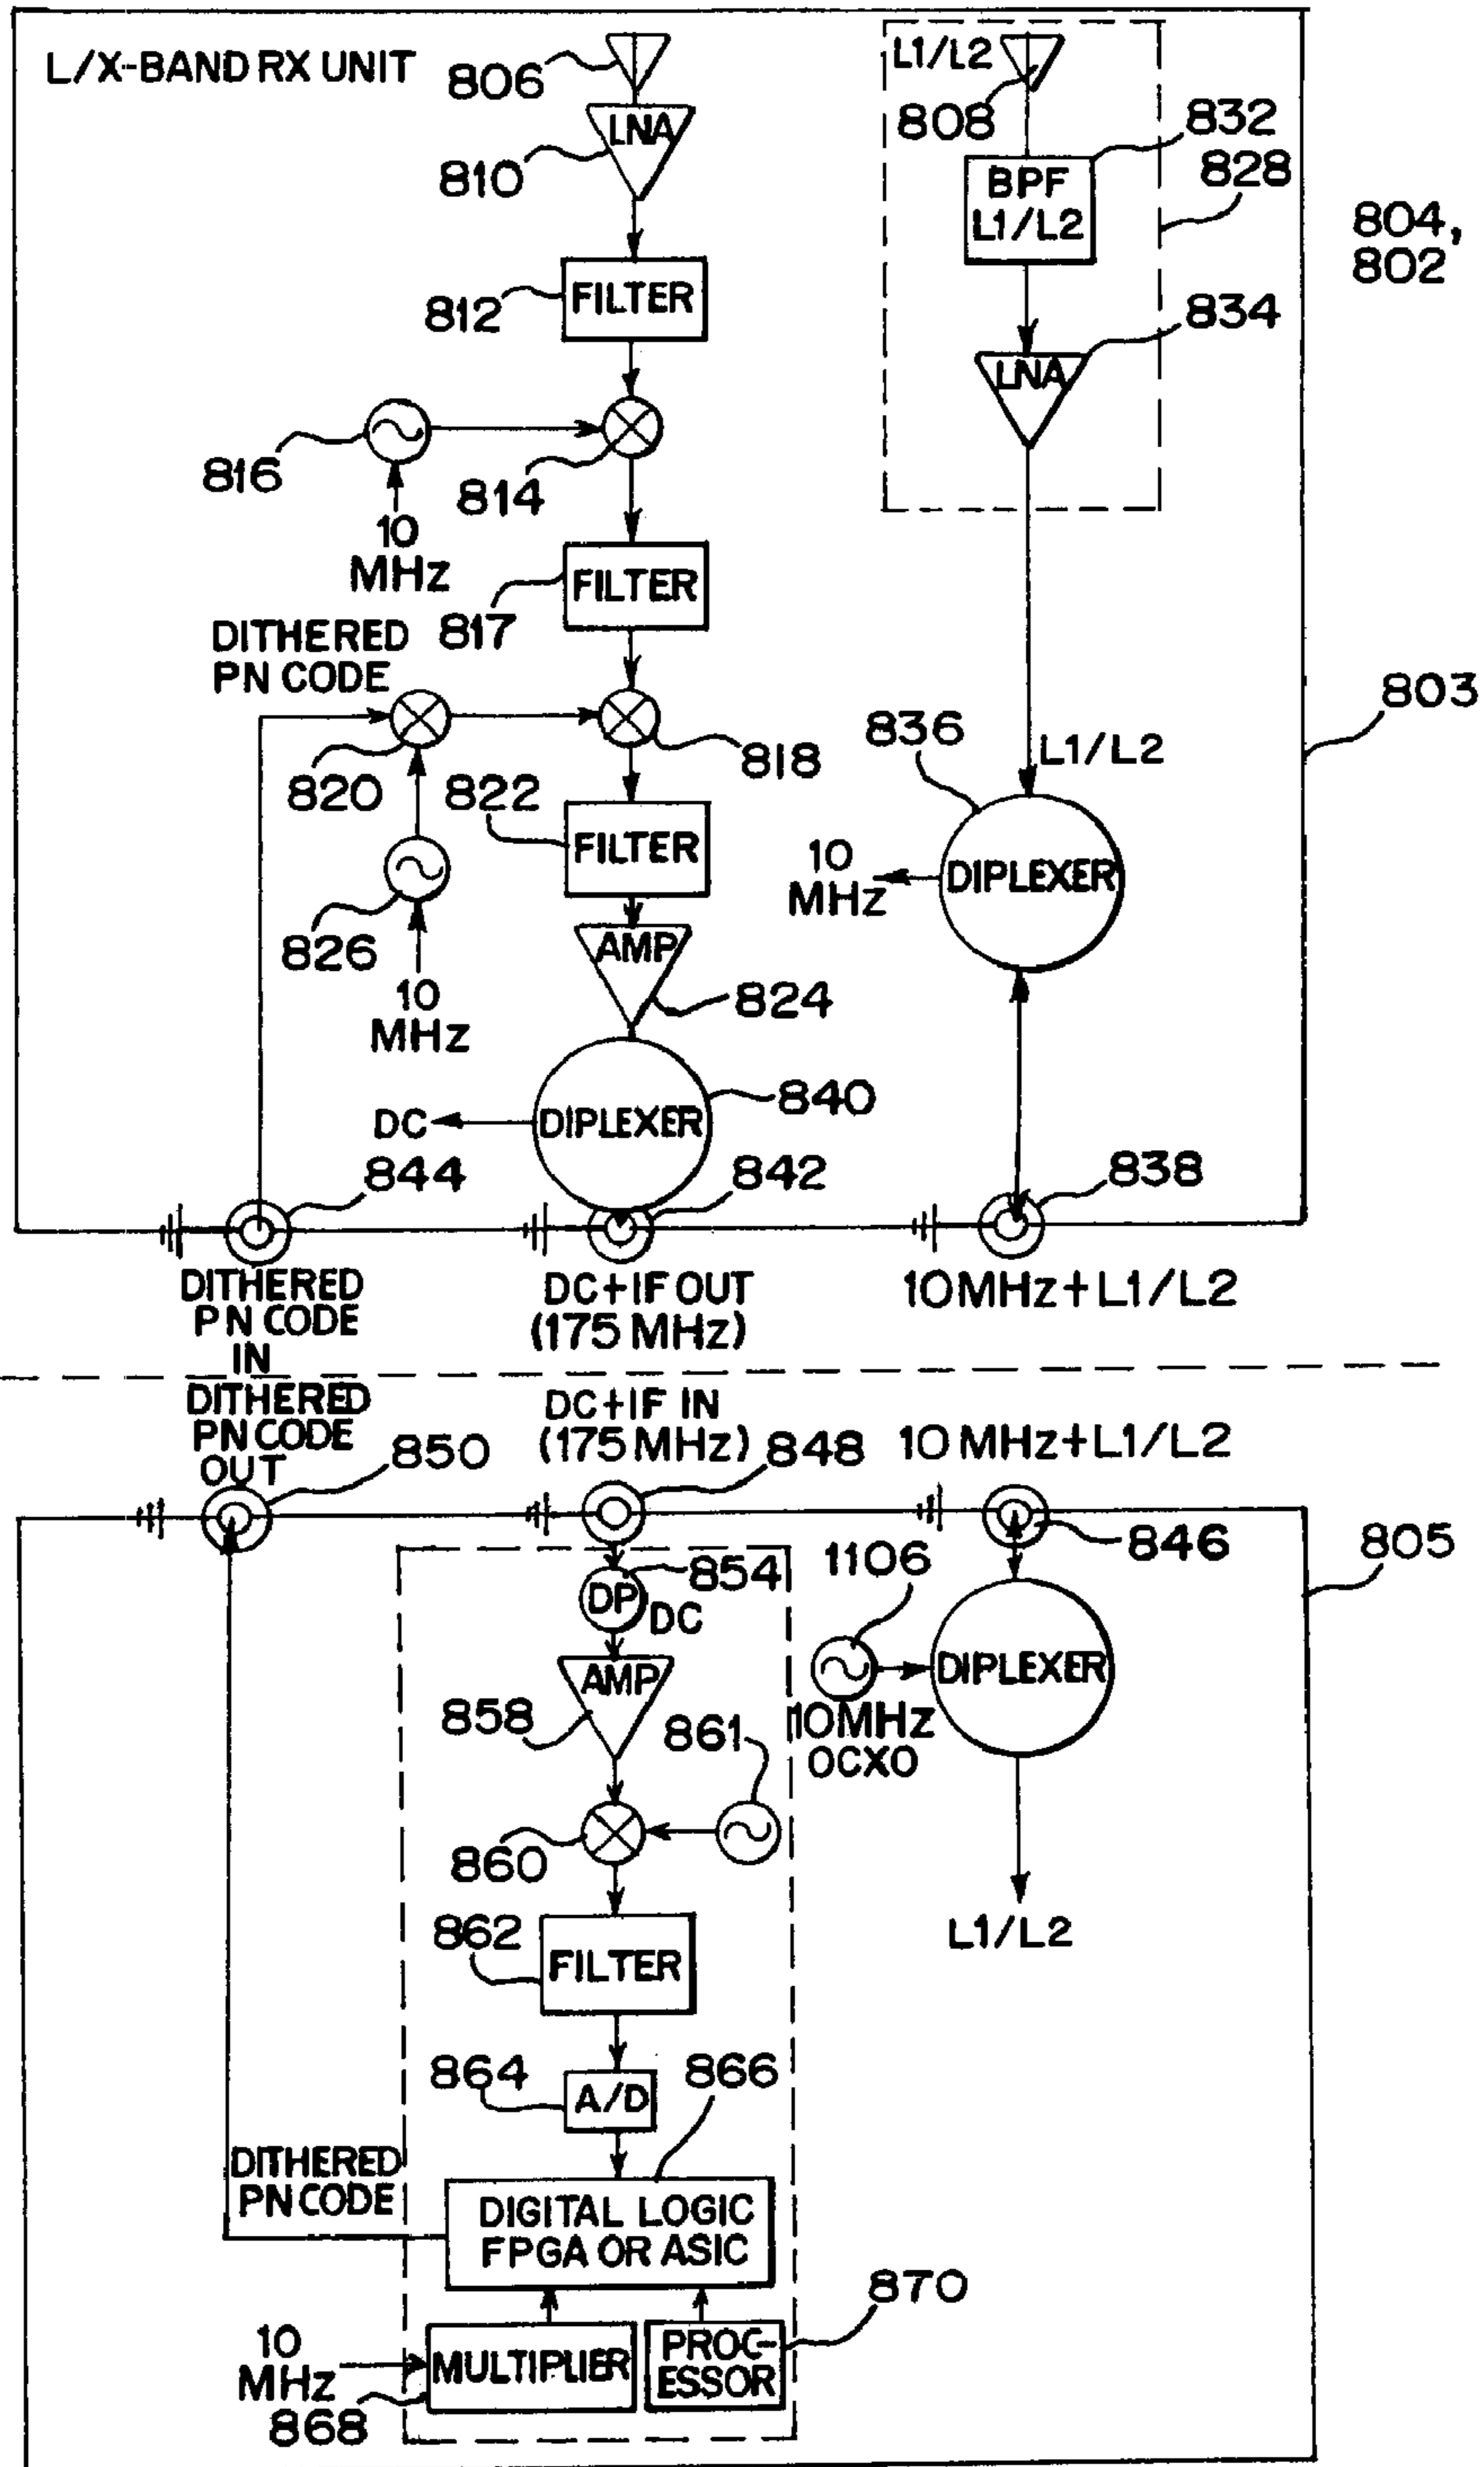 L/X-BAND RX UNIT
806
L1/L2
808
LNA
810
832
828
BPF
L1/L2
804,
802
FILTER
812
834
LNA
816
814
10
MHz
FILTER
817
DITHERED
PN CODE
803
836
818
L1/L2
820
822
FILTER
10
MHz
DIPLEXER
826
AMP
824
10
MHz
DC
DIPLEXER
840
844
842
838
DITHERED
PN CODE
IN
DC+IF OUT
(175 MHz)
10MHz+L1/L2
DITHERED
PN CODE
OUT
DC+IF IN
(175 MHz)
10 MHz+L1/L2
850
848
846
805
1106
854
DP
DC
AMP
DIPLEXER
858
861
10MHz
OCXO
860
862
FILTER
L1/L2
864
866
A/D
DITHERED
PN CODE
DIGITAL LOGIC
FPGA OR ASIC
870
10
MHz
MULTIPLIER
PROC-
ESSOR
868